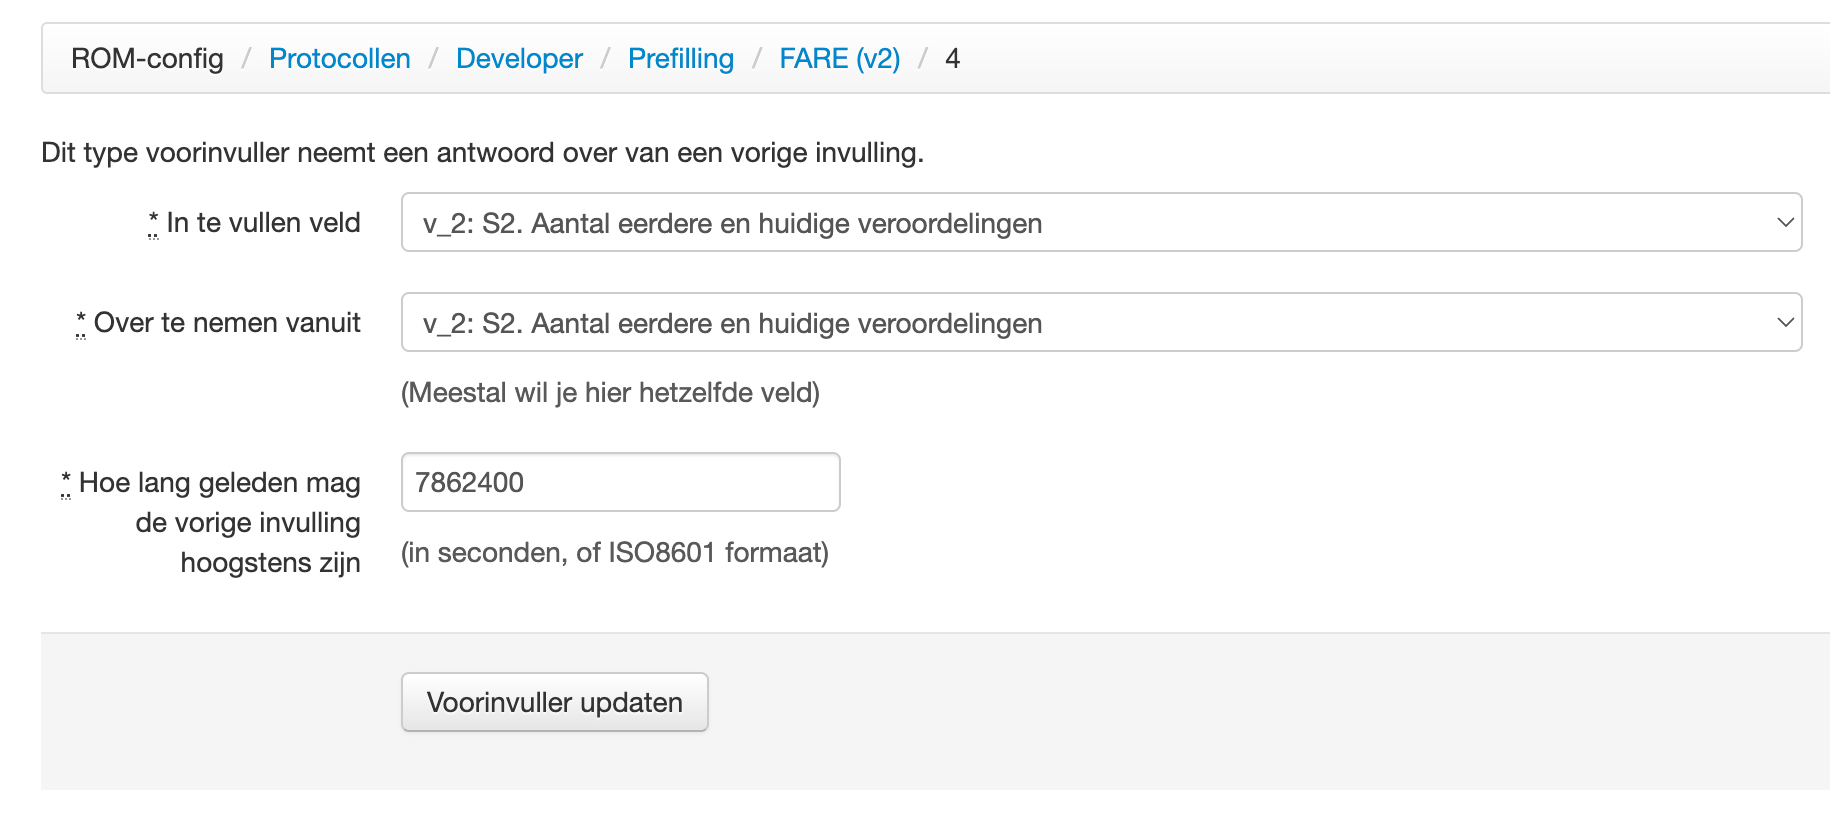 ROM-config / Protocollen / Developer / Prefilling / FARE (v2) / 4
Dit type voorinvuller neemt een antwoord over van een vorige invulling.
* In te vullen veld
v_2: S2. Aantal eerdere en huidige veroordelingen
* Over te nemen vanuit
v_2: S2. Aantal eerdere en huidige veroordelingen
(Meestal wil je hier hetzelfde veld)
* Hoe lang geleden mag
de vorige invulling
hoogstens zijn
7862400
(in seconden, of ISO8601 formaat)
Voorinvuller updaten